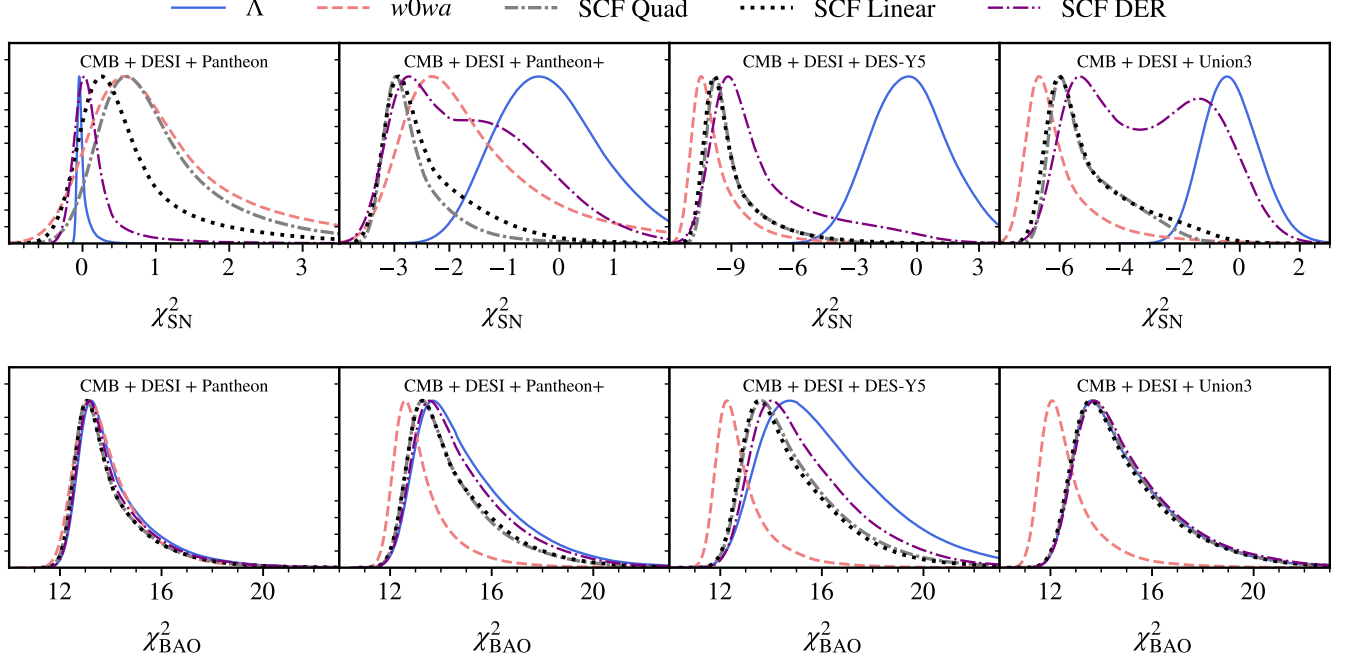 Λ w0wa SCF Quad SCF Linear SCF DER
CMB + DESI + Pantheon CMB + DESI + Pantheon+ CMB + DESI + DES-Y5 CMB + DESI + Union3
0 1 2 3 −3 −2 −1 0 1 −9 −6 −3 0 3 −6 −4 −2 0 2
χ²SN χ²SN χ²SN χ²SN
CMB + DESI + Pantheon CMB + DESI + Pantheon+ CMB + DESI + DES-Y5 CMB + DESI + Union3
12 16 20 12 16 20 12 16 20 12 16 20
χ²BAO χ²BAO χ²BAO χ²BAO